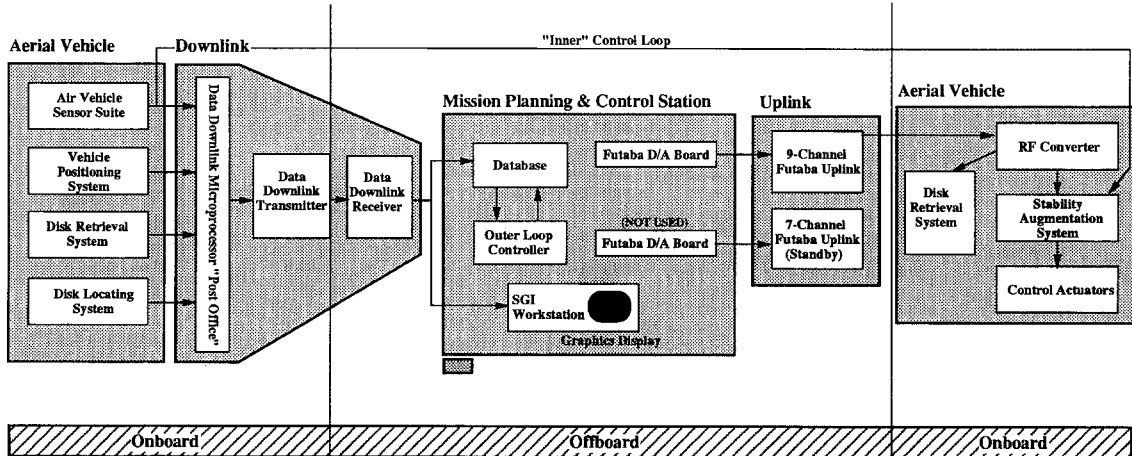 "Inner" Control Loop
Aerial Vehicle
Downlink
Air Vehicle
Sensor Suite
Vehicle
Positioning
System
Disk Retrieval
System
Disk Locating
System
Data Downlink Microprocessor "Post Office"
Data
Downlink
Transmitter
Data
Downlink
Receiver
Mission Planning & Control Station
Database
Outer Loop
Controller
Futaba D/A Board
(NOT USED)
Futaba D/A Board
SGI
Workstation
Graphics Display
Uplink
9-Channel
Futaba Uplink
7-Channel
Futaba Uplink
(Standby)
Aerial Vehicle
RF Converter
Disk
Retrieval
System
Stability
Augmentation
System
Control Actuators
Onboard
Offboard
Onboard